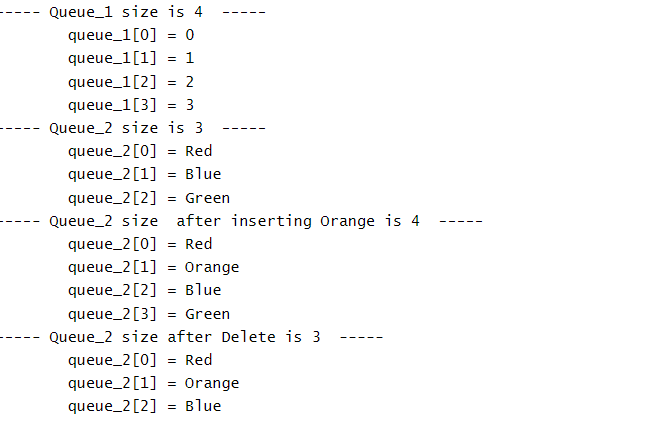 ----- Queue_1 size is 4  -----
queue_1[0] = 0
queue_1[1] = 1
queue_1[2] = 2
queue_1[3] = 3
----- Queue_2 size is 3  -----
queue_2[0] = Red
queue_2[1] = Blue
queue_2[2] = Green
----- Queue_2 size  after inserting Orange is 4  -----
queue_2[0] = Red
queue_2[1] = Orange
queue_2[2] = Blue
queue_2[3] = Green
----- Queue_2 size after Delete is 3  -----
queue_2[0] = Red
queue_2[1] = Orange
queue_2[2] = Blue